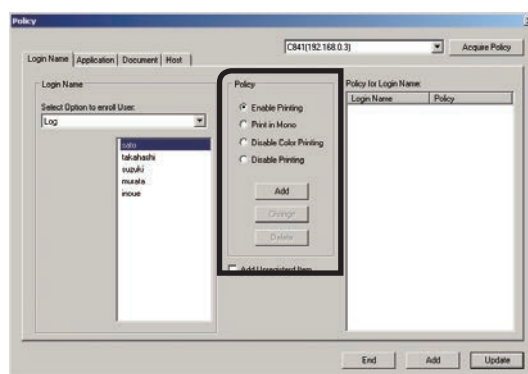 Policy
C841(192.168.0.3)
Acquire Policy
Login Name
Application
Document
Host
Login Name
Select Option to enroll User:
Log
sato
takahashi
suzuki
murata
inoue
Policy
Enable Printing
Print in Mono
Disable Color Printing
Disable Printing
Add
Change
Delete
Add Unregisterd Item
Policy for Login Name:
Login Name
Policy
End
Add
Update